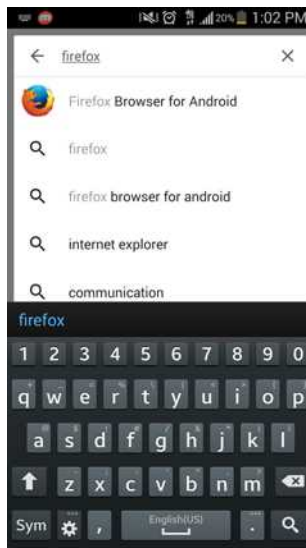 20% 1:02 PM
firefox
Firefox Browser for Android
firefox
firefox browser for android
internet explorer
communication
firefox
1 2 3 4 5 6 7 8 9 0
q w e r t y u i o p
a s d f g h j k l
z x c v b n m
Sym , English(US) .